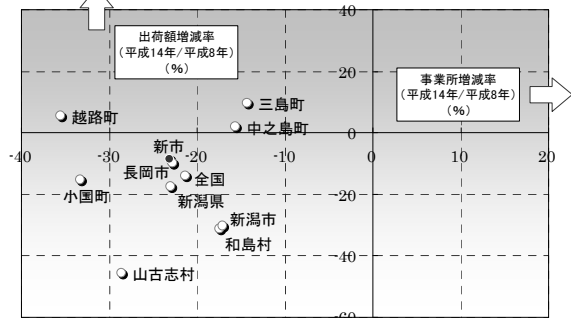 40
出荷額増減率
（平成14年/平成8年）
（%）
20
事業所増減率
（平成14年/平成8年）
（%）
三島町
越路町
中之島町
0
-40
-30
-20
-10
0
10
20
新市
長岡市
全国
小国町
新潟県
-20
新潟市
和島村
-40
山古志村
-60